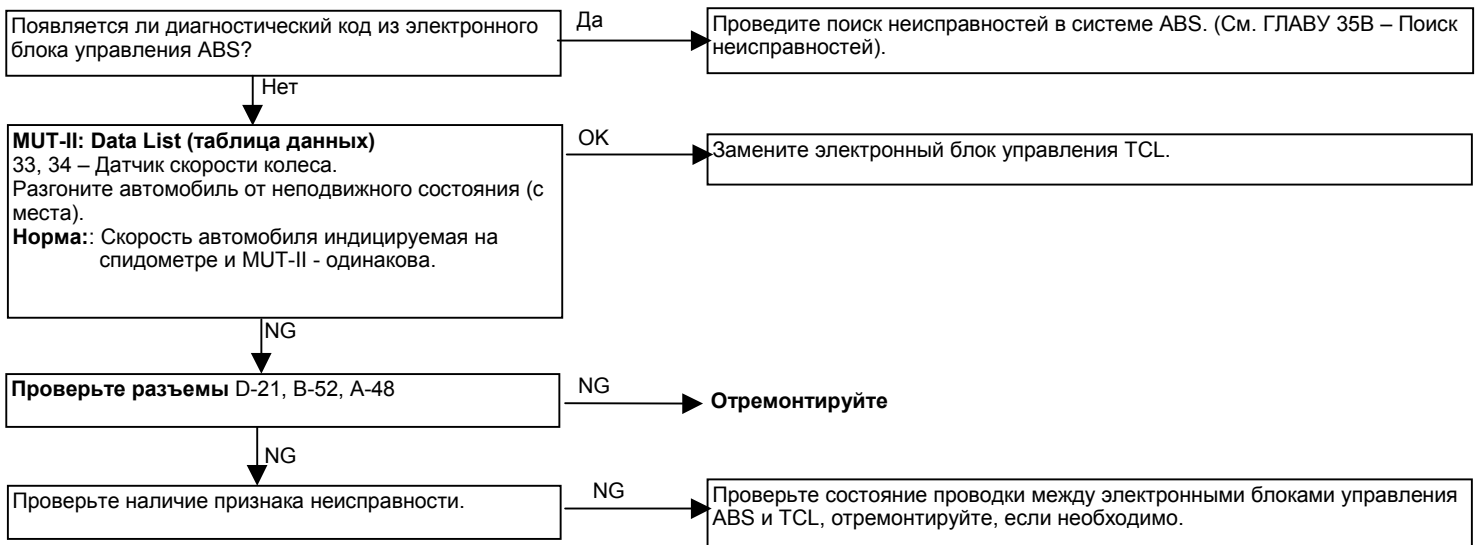 Появляется ли диагностический код из электронного
блока управления ABS?
Да
Проведите поиск неисправностей в системе ABS. (См. ГЛАВУ 35B – Поиск
неисправностей).
Нет
MUT-II: Data List (таблица данных)
33, 34 – Датчик скорости колеса.
Разгоните автомобиль от неподвижного состояния (с
места).
Норма:: Скорость автомобиля индицируемая на
спидометре и MUT-II - одинакова.
OK
Замените электронный блок управления TCL.
NG
Проверьте разъемы D-21, B-52, A-48
NG
Отремонтируйте
NG
Проверьте наличие признака неисправности.
NG
Проверьте состояние проводки между электронными блоками управления
ABS и TCL, отремонтируйте, если необходимо.